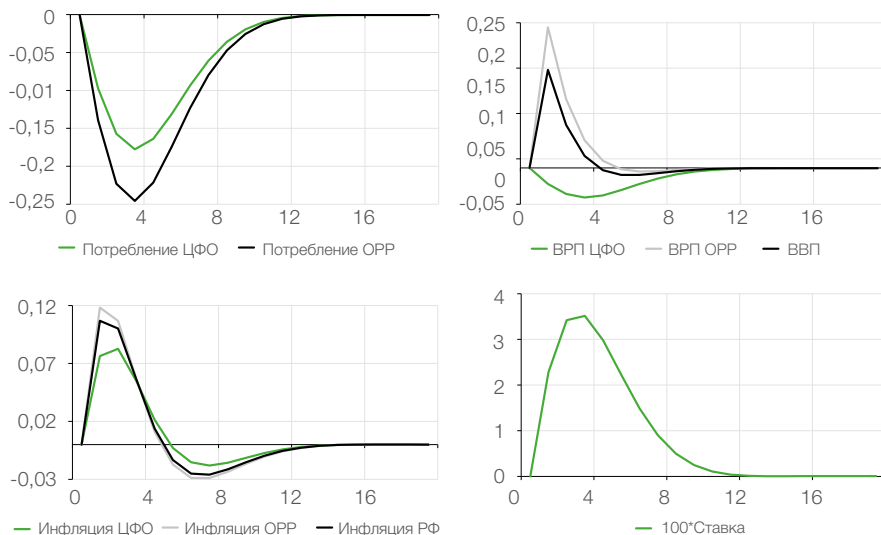 0
-0,05
-0,01
-0,15
-0,2
-0,25
0 4 8 12 16
Потребление ЦФО Потребление ОРР
0,25
0,2
0,15
0,1
0,05
0
-0,05
0 4 8 12 16
ВРП ЦФО ВРП ОРР ВВП
0,12
0,07
0,02
-0,03
0 4 8 12 16
Инфляция ЦФО Инфляция ОРР Инфляция РФ
4
3
2
1
0
0 4 8 12 16
100*Ставка